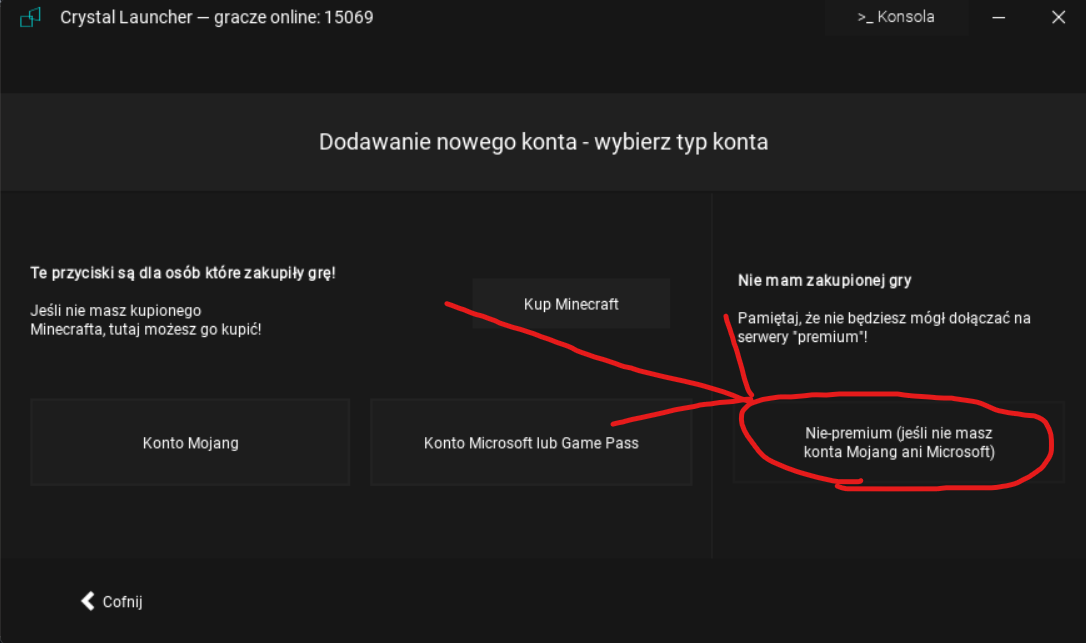 Crystal Launcher — gracze online: 15069
>_ Konsola
Dodawanie nowego konta - wybierz typ konta
Te przyciski są dla osób które zakupiły grę!
Jeśli nie masz kupionego
Minecrafta, tutaj możesz go kupić!
Kup Minecraft
Konto Mojang
Konto Microsoft lub Game Pass
Nie mam zakupionej gry
Pamiętaj, że nie będziesz mógł dołączać na
serwery "premium"!
Nie-premium (jeśli nie masz
konta Mojang ani Microsoft)
Cofnij